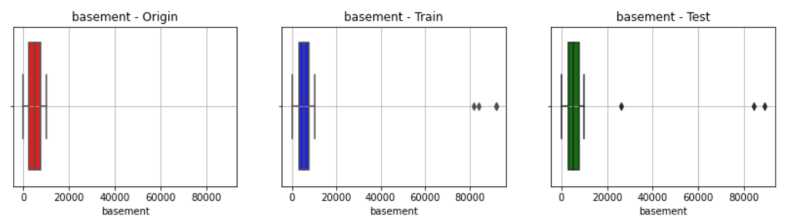 basement - Origin
0 20000 40000 60000 80000
basement
basement - Train
0 20000 40000 60000 80000
basement
basement - Test
0 20000 40000 60000 80000
basement